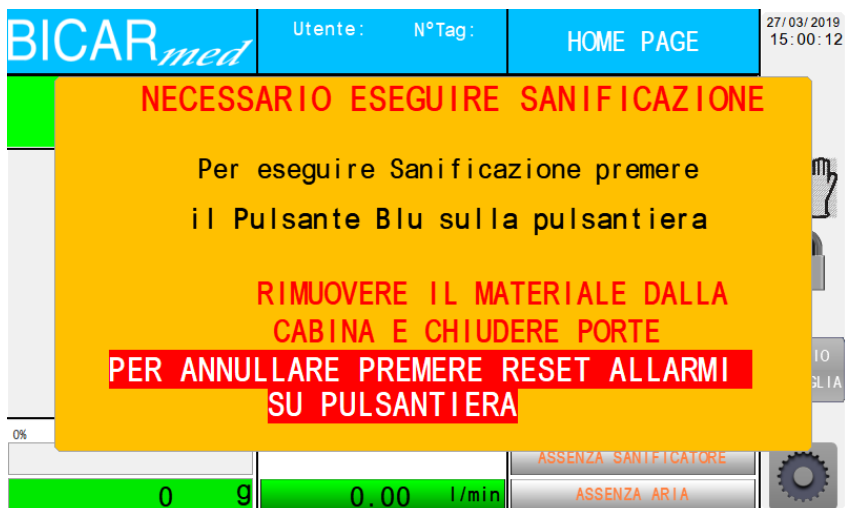 BICARmed
Utente: N°Tag:
HOME PAGE
27/03/2019
15:00:12
NECESSARIO ESEGUIRE SANIFICAZIONE
Per eseguire Sanificazione premere
il Pulsante Blu sulla pulsantiera
RIMUOVERE IL MATERIALE DALLA
CABINA E CHIUDERE PORTE
PER ANNULLARE PREMERE RESET ALLARMI
SU PULSANTIERA
0%
ASSENZA SANIFICATORE
0 g
0.00 l/min
ASSENZA ARIA